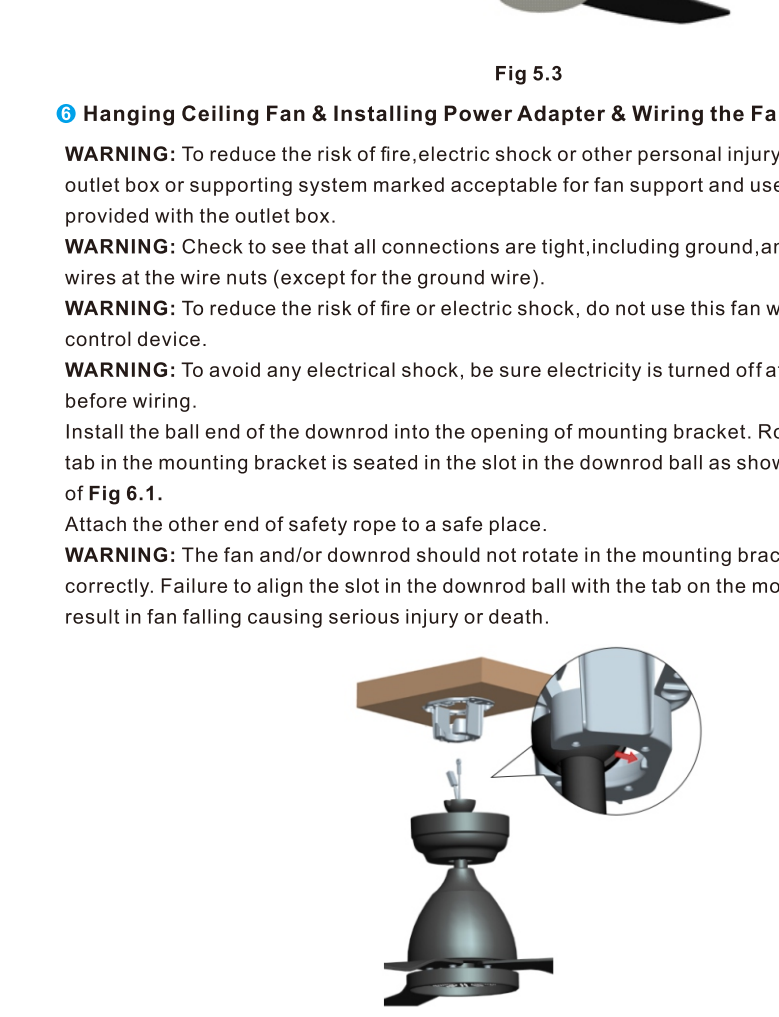 Fig 5.3
6 Hanging Ceiling Fan & Installing Power Adapter & Wiring the Fa
WARNING: To reduce the risk of fire,electric shock or other personal injury
outlet box or supporting system marked acceptable for fan support and use
provided with the outlet box.
WARNING: Check to see that all connections are tight,including ground,an
wires at the wire nuts (except for the ground wire).
WARNING: To reduce the risk of fire or electric shock, do not use this fan w
control device.
WARNING: To avoid any electrical shock, be sure electricity is turned off at
before wiring.
Install the ball end of the downrod into the opening of mounting bracket. Ro
tab in the mounting bracket is seated in the slot in the downrod ball as show
of Fig 6.1.
Attach the other end of safety rope to a safe place.
WARNING: The fan and/or downrod should not rotate in the mounting brac
correctly. Failure to align the slot in the downrod ball with the tab on the mo
result in fan falling causing serious injury or death.